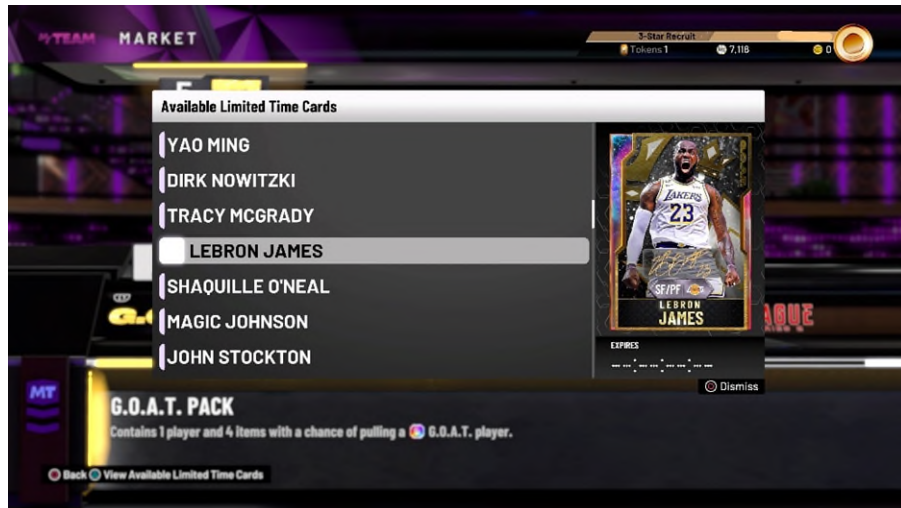 MYTEAM MARKET
3-Star Recruit
Tokens 1 7,116 0
Available Limited Time Cards
YAO MING
DIRK NOWITZKI
TRACY MCGRADY
LEBRON JAMES
SHAQUILLE O'NEAL
MAGIC JOHNSON
JOHN STOCKTON
LAKERS
23
SF/PF
LEBRON
JAMES
EXPIRES
--:--:--:--
Dismiss
MT
G.O.A.T. PACK
Contains 1 player and 4 items with a chance of pulling a G.O.A.T. player.
Back View Available Limited Time Cards